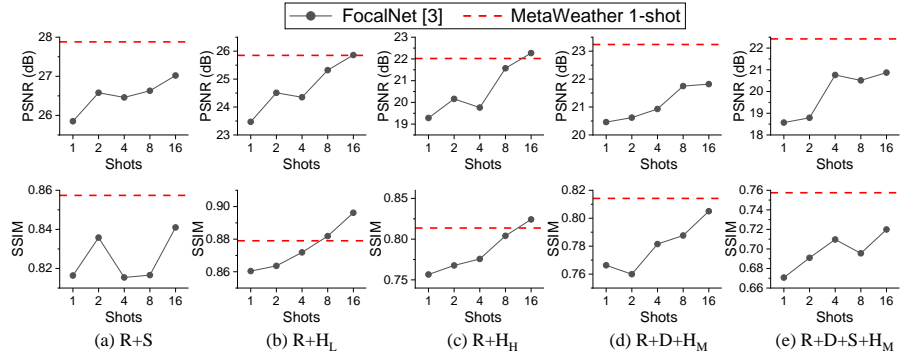 FocalNet [3] MetaWeather 1-shot
PSNR (dB) 28 27 26 1 2 4 8 16 Shots
PSNR (dB) 27 26 25 24 23 1 2 4 8 16 Shots
PSNR (dB) 23 22 21 20 19 1 2 4 8 16 Shots
PSNR (dB) 23 22 21 20 1 2 4 8 16 Shots
PSNR (dB) 22 21 20 19 18 1 2 4 8 16 Shots
SSIM 0.86 0.84 0.82 1 2 4 8 16 Shots
SSIM 0.90 0.88 0.86 1 2 4 8 16 Shots
SSIM 0.85 0.80 0.75 1 2 4 8 16 Shots
SSIM 0.82 0.80 0.78 0.76 1 2 4 8 16 Shots
SSIM 0.76 0.74 0.72 0.70 0.68 0.66 1 2 4 8 16 Shots
(a) R+S (b) R+H_L (c) R+H_H (d) R+D+H_M (e) R+D+S+H_M